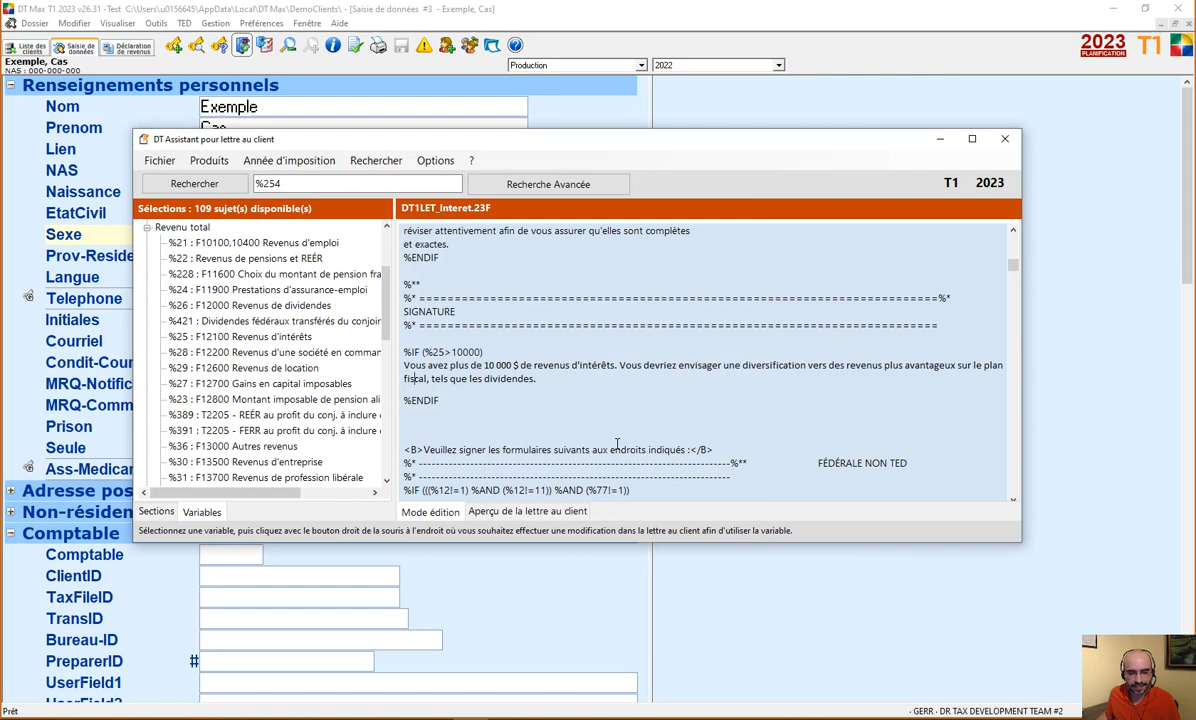 DT Max T1 2023 v26.31 -Test C:\Users\u0156645\AppData\Local\DT Max\DemoClients\ - [Saisie de données #3 - Exemple, Cas]
Dossier Modifier Visualiser Outils TED Gestion Préférences Fenêtre Aide
Liste des clients Saisie de données Déclaration de revenus
2023 PLANIFICATION T1
Exemple, Cas
NAS : 000-000-000
Production 2022
Renseignements personnels
Nom Exemple
Prenom Cas
Lien
NAS
Naissance
EtatCivil
Sexe
Prov-Reside
Langue
Telephone
Initiales
Courriel
Condit-Cou
MRQ-Notific
MRQ-Comm
Prison
Seule
Ass-Medica
Adresse pos
Non-résiden
Comptable
Comptable
ClientID
TaxFileID
TransID
Bureau-ID
PreparerID #
UserField1
Prêt
- GERR - DR TAX DEVELOPMENT TEAM #2
DT Assistant pour lettre au client
Fichier Produits Année d'imposition Rechercher Options ?
Rechercher %254 Recherche Avancée T1 2023
Sélections : 109 sujet(s) disponible(s)
Revenu total
%21 : F10100,10400 Revenus d'emploi
%22 : Revenus de pensions et REÉR
%228 : F11600 Choix du montant de pension fra
%24 : F11900 Prestations d'assurance-emploi
%26 : F12000 Revenus de dividendes
%421 : Dividendes fédéraux transférés du conjoin
%25 : F12100 Revenus d'intérêts
%28 : F12200 Revenus d'une société en comman
%29 : F12600 Revenus de location
%27 : F12700 Gains en capital imposables
%23 : F12800 Montant imposable de pension ali
%389 : T2205 - REÉR au profit du conj. à inclure
%391 : T2205 - FERR au profit du conj. à inclure
%36 : F13000 Autres revenus
%30 : F13500 Revenus d'entreprise
%31 : F13700 Revenus de profession libérale
Sections Variables
DT1LET_Interet.23F
réviser attentivement afin de vous assurer qu'elles sont complètes
et exactes.
%ENDIF
%**
%* =========================================================================%*
SIGNATURE
%* =========================================================================
%IF (%25>10000)
Vous avez plus de 10 000 $ de revenus d'intérêts. Vous devriez envisager une diversification vers des revenus plus avantageux sur le plan
fiscal, tels que les dividendes.
%ENDIF
<B>Veuillez signer les formulaires suivants aux endroits indiqués :</B>
%* -------------------------------------------------------------------------%** FÉDÉRALE NON TED
%* -------------------------------------------------------------------------
%IF (((%12!=1) %AND (%12!=11)) %AND (%77!=1))
Mode édition Aperçu de la lettre au client
Sélectionnez une variable, puis cliquez avec le bouton droit de la souris à l'endroit où vous souhaitez effectuer une modification dans la lettre au client afin d'utiliser la variable.